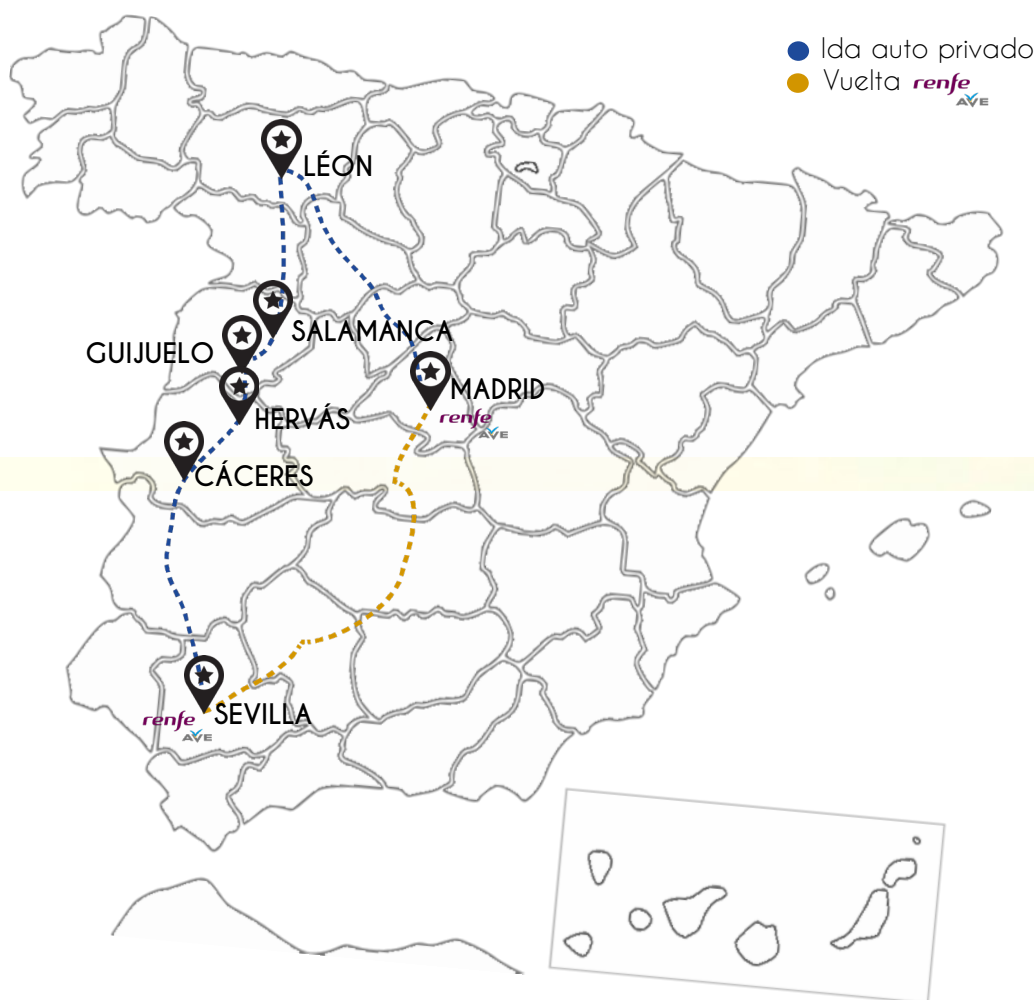 Ida auto privado
Vuelta renfe
AVE
LÉON
SALAMANCA
GUIJUELO
MADRID
renfe
AVE
HERVÁS
CÁCERES
SEVILLA
renfe
AVE